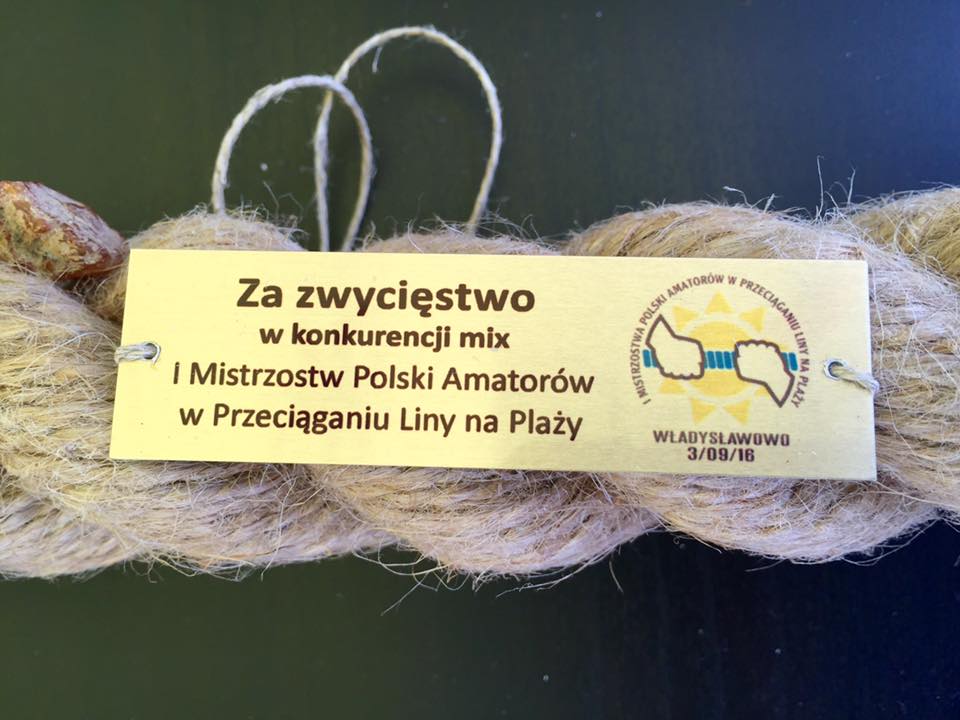 Za zwycięstwo
w konkurencji mix
I Mistrzostw Polski Amatorów
w Przeciąganiu Liny na Plaży
I MISTRZOSTWA POLSKI AMATORÓW W PRZECIĄGANIU LINY NA PLAŻY
WŁADYSŁAWOWO
3/09/16